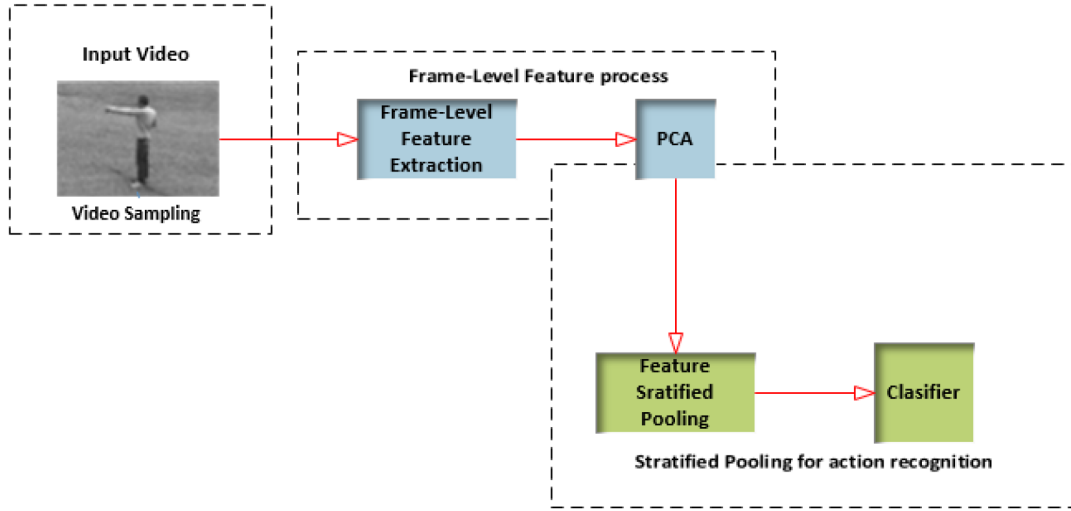 Input Video
Video Sampling
Frame-Level Feature process
Frame-Level
Feature
Extraction
PCA
Feature
Sratified
Pooling
Clasifier
Stratified Pooling for action recognition